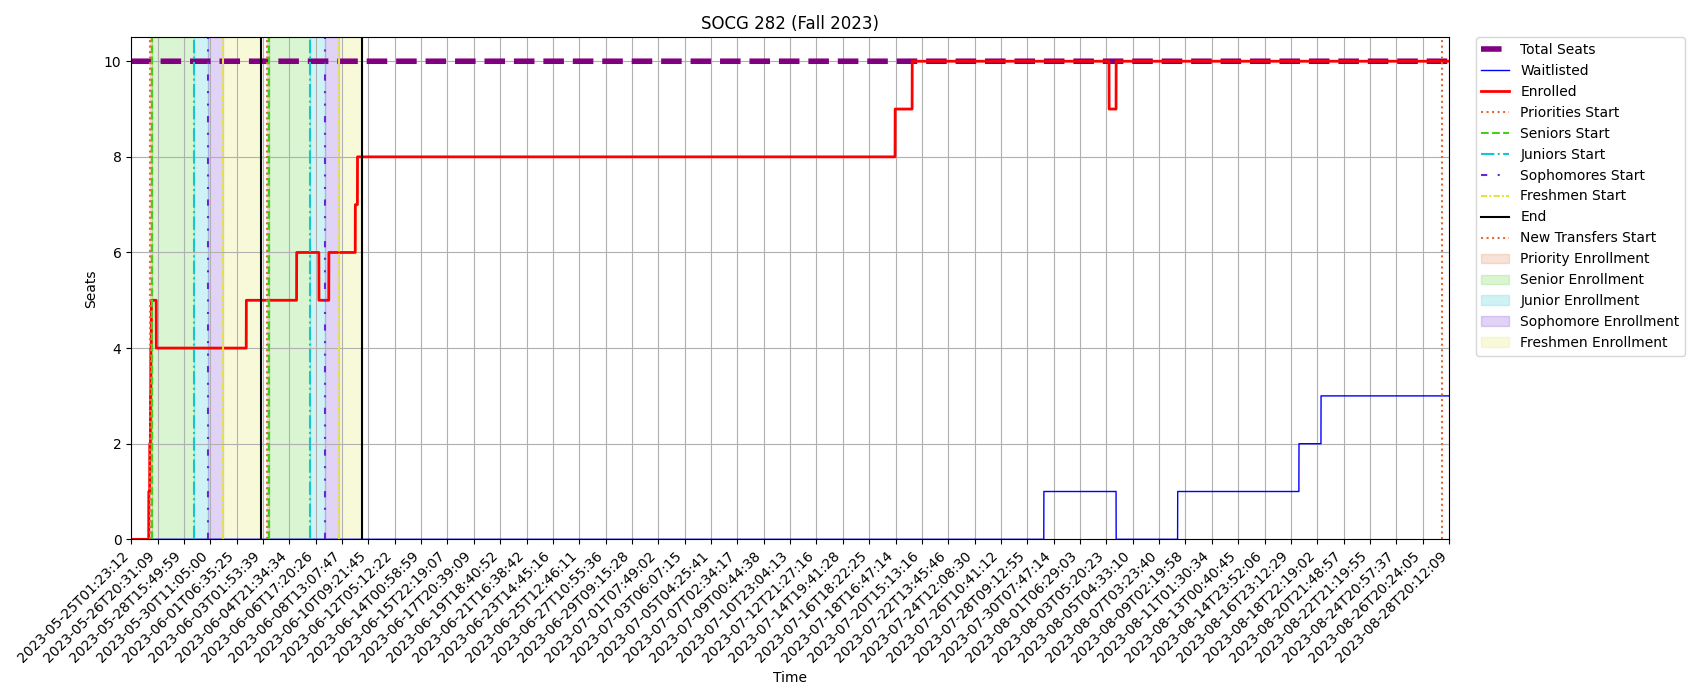 SOCG 282 (Fall 2023)
Seats
10
8
6
4
2
0
2023-05-25T01:23:12
2023-05-26T20:31:09
2023-05-28T15:49:59
2023-05-30T11:05:00
2023-06-01T06:35:25
2023-06-03T01:53:39
2023-06-04T21:34:34
2023-06-06T17:20:26
2023-06-08T13:07:47
2023-06-10T09:21:45
2023-06-12T05:12:22
2023-06-14T00:58:59
2023-06-15T22:19:07
2023-06-17T20:39:09
2023-06-19T18:40:52
2023-06-21T16:38:42
2023-06-23T14:45:16
2023-06-25T12:46:11
2023-06-27T10:55:36
2023-06-29T09:15:28
2023-07-01T07:49:02
2023-07-03T06:07:15
2023-07-05T04:25:41
2023-07-07T02:34:17
2023-07-09T00:44:38
2023-07-10T23:04:13
2023-07-12T21:27:16
2023-07-14T19:41:28
2023-07-16T18:22:25
2023-07-18T16:47:14
2023-07-20T15:13:16
2023-07-22T13:45:46
2023-07-24T12:08:30
2023-07-26T10:41:12
2023-07-28T09:12:55
2023-07-30T07:47:14
2023-08-01T06:29:03
2023-08-03T05:20:23
2023-08-05T04:33:10
2023-08-07T03:23:40
2023-08-09T02:19:58
2023-08-11T01:30:34
2023-08-13T00:40:45
2023-08-14T23:52:06
2023-08-16T23:12:29
2023-08-18T22:19:02
2023-08-20T21:48:57
2023-08-22T21:19:55
2023-08-24T20:57:37
2023-08-26T20:24:05
2023-08-28T20:12:09
Time
Total Seats
Waitlisted
Enrolled
Priorities Start
Seniors Start
Juniors Start
Sophomores Start
Freshmen Start
End
New Transfers Start
Priority Enrollment
Senior Enrollment
Junior Enrollment
Sophomore Enrollment
Freshmen Enrollment